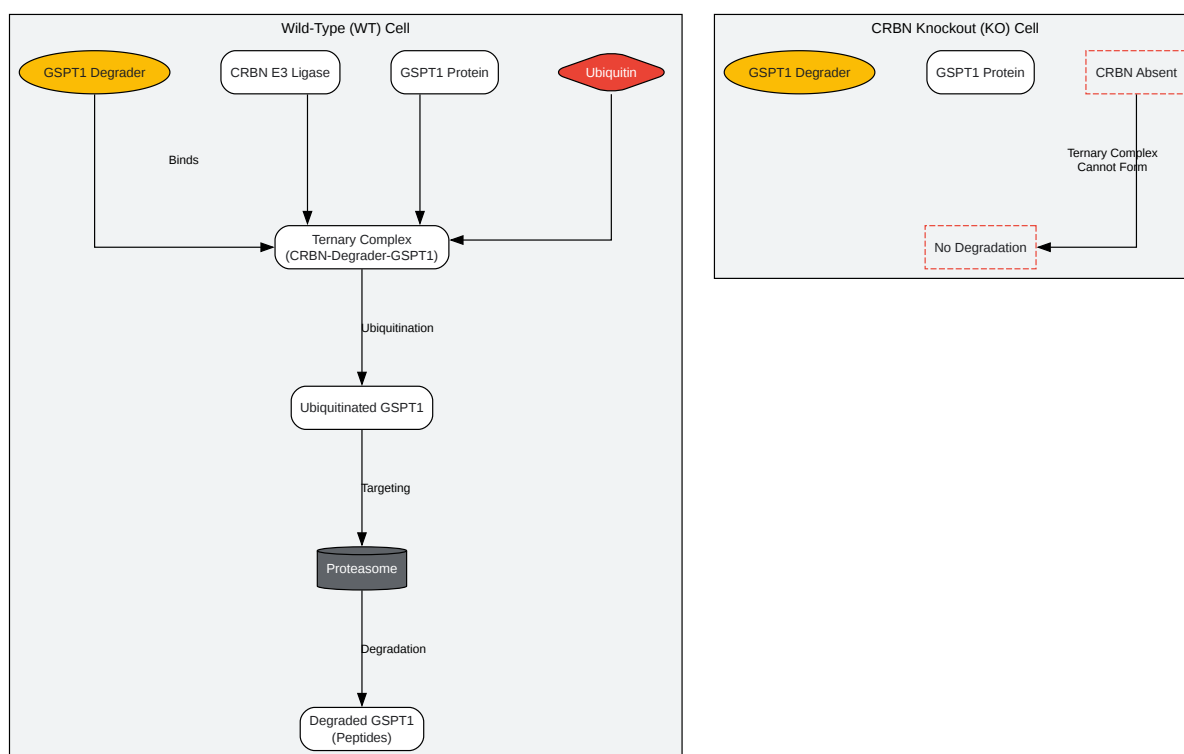 Wild-Type (WT) Cell
GSPT1 Degrader
CRBN E3 Ligase
GSPT1 Protein
Ubiquitin
Binds
Ternary Complex
(CRBN-Degrader-GSPT1)
Ubiquitination
Ubiquitinated GSPT1
Targeting
Proteasome
Degradation
Degraded GSPT1
(Peptides)
CRBN Knockout (KO) Cell
GSPT1 Degrader
GSPT1 Protein
CRBN Absent
Ternary Complex
Cannot Form
No Degradation